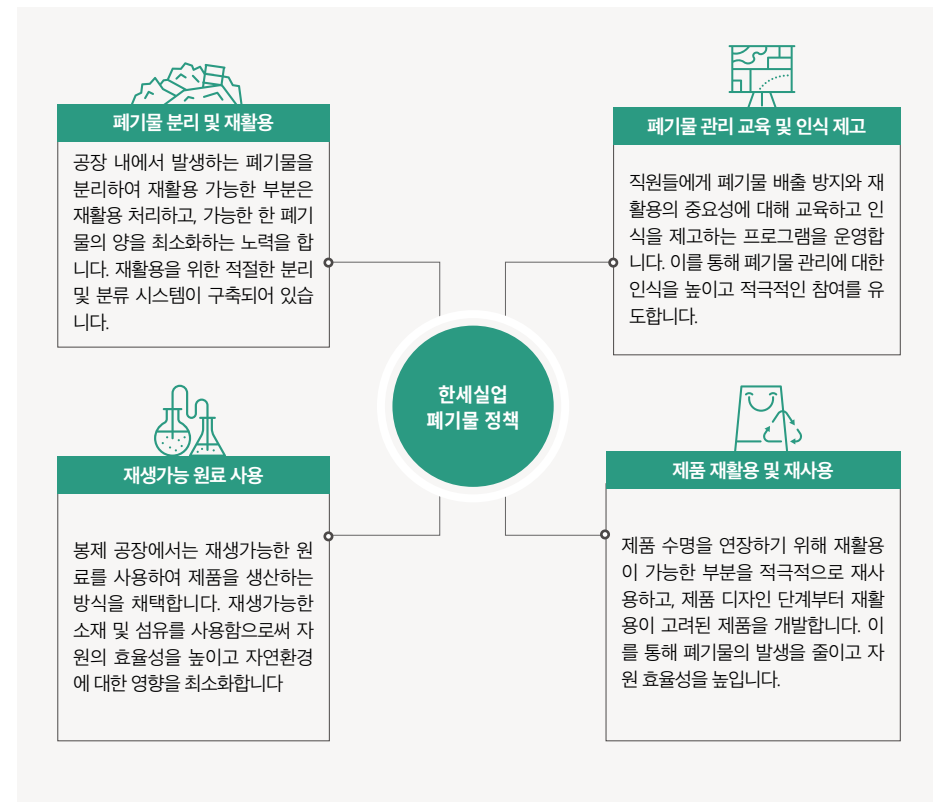 폐기물 분리 및 재활용
공장 내에서 발생하는 폐기물을
분리하여 재활용 가능한 부분은
재활용 처리하고, 가능한 한 폐기
물의 양을 최소화하는 노력을 합
니다. 재활용을 위한 적절한 분리
및 분류 시스템이 구축되어 있습
니다.
폐기물 관리 교육 및 인식 제고
직원들에게 폐기물 배출 방지와 재
활용의 중요성에 대해 교육하고 인
식을 제고하는 프로그램을 운영합
니다. 이를 통해 폐기물 관리에 대한
인식을 높이고 적극적인 참여를 유
도합니다.
한세실업
폐기물 정책
재생가능 원료 사용
봉제 공장에서는 재생가능한 원
료를 사용하여 제품을 생산하는
방식을 채택합니다. 재생가능한
소재 및 섬유를 사용함으로써 자
원의 효율성을 높이고 자연환경
에 대한 영향을 최소화합니다
제품 재활용 및 재사용
제품 수명을 연장하기 위해 재활용
이 가능한 부분을 적극적으로 재사
용하고, 제품 디자인 단계부터 재활
용이 고려된 제품을 개발합니다. 이
를 통해 폐기물의 발생을 줄이고 자
원 효율성을 높입니다.